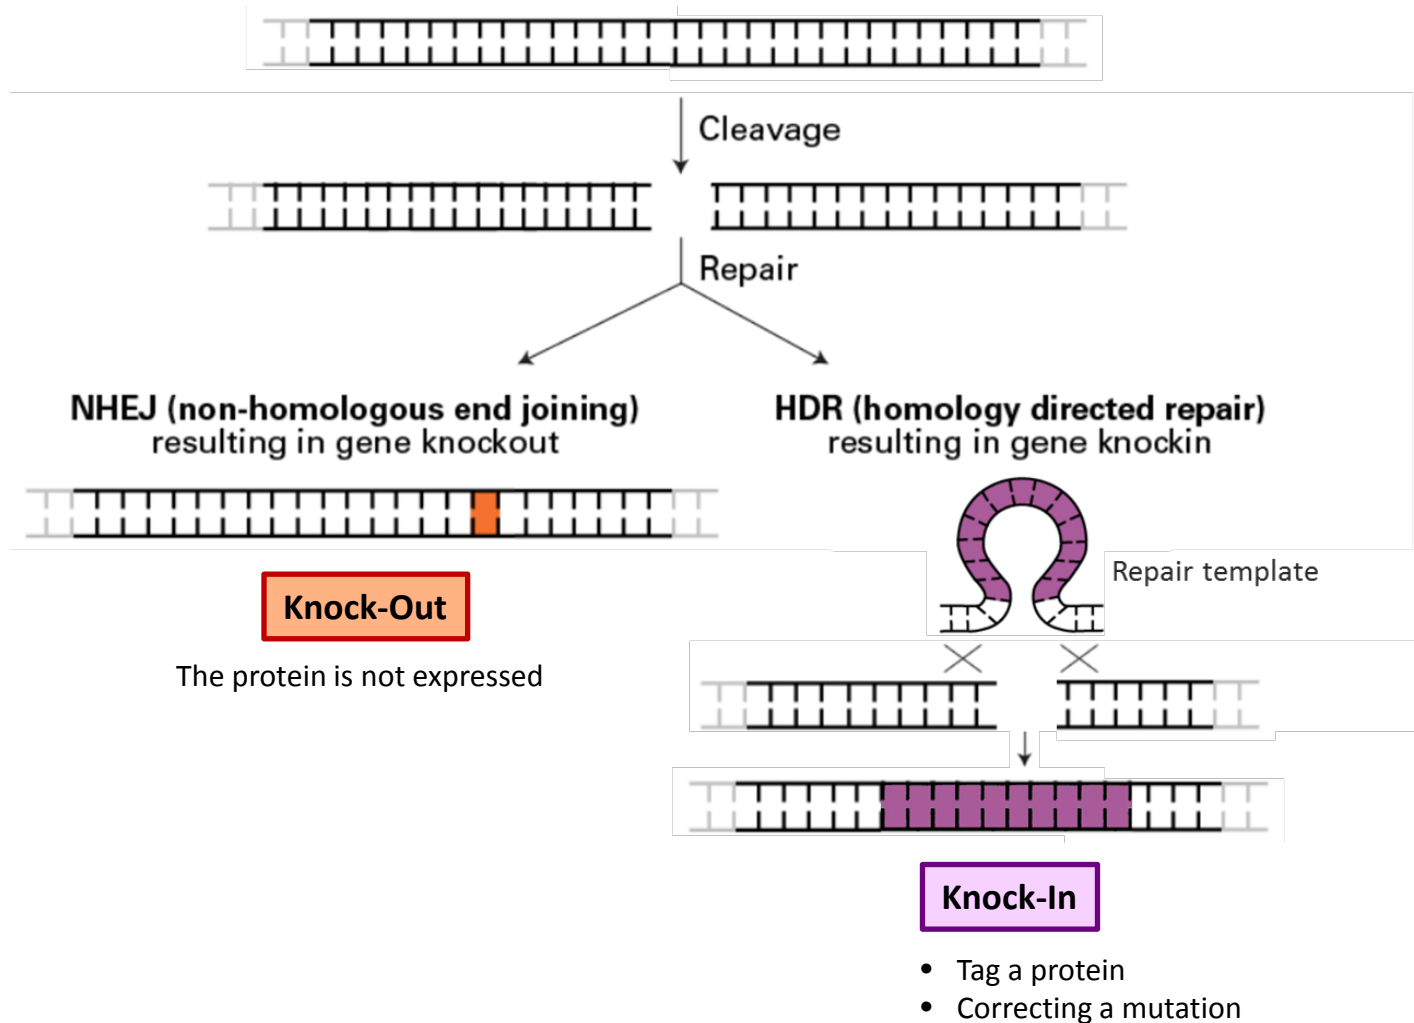 Cleavage
Repair
NHEJ (non-homologous end joining)
resulting in gene knockout
HDR (homology directed repair)
resulting in gene knockin
Repair template
Knock-Out
The protein is not expressed
Knock-In
• Tag a protein
• Correcting a mutation